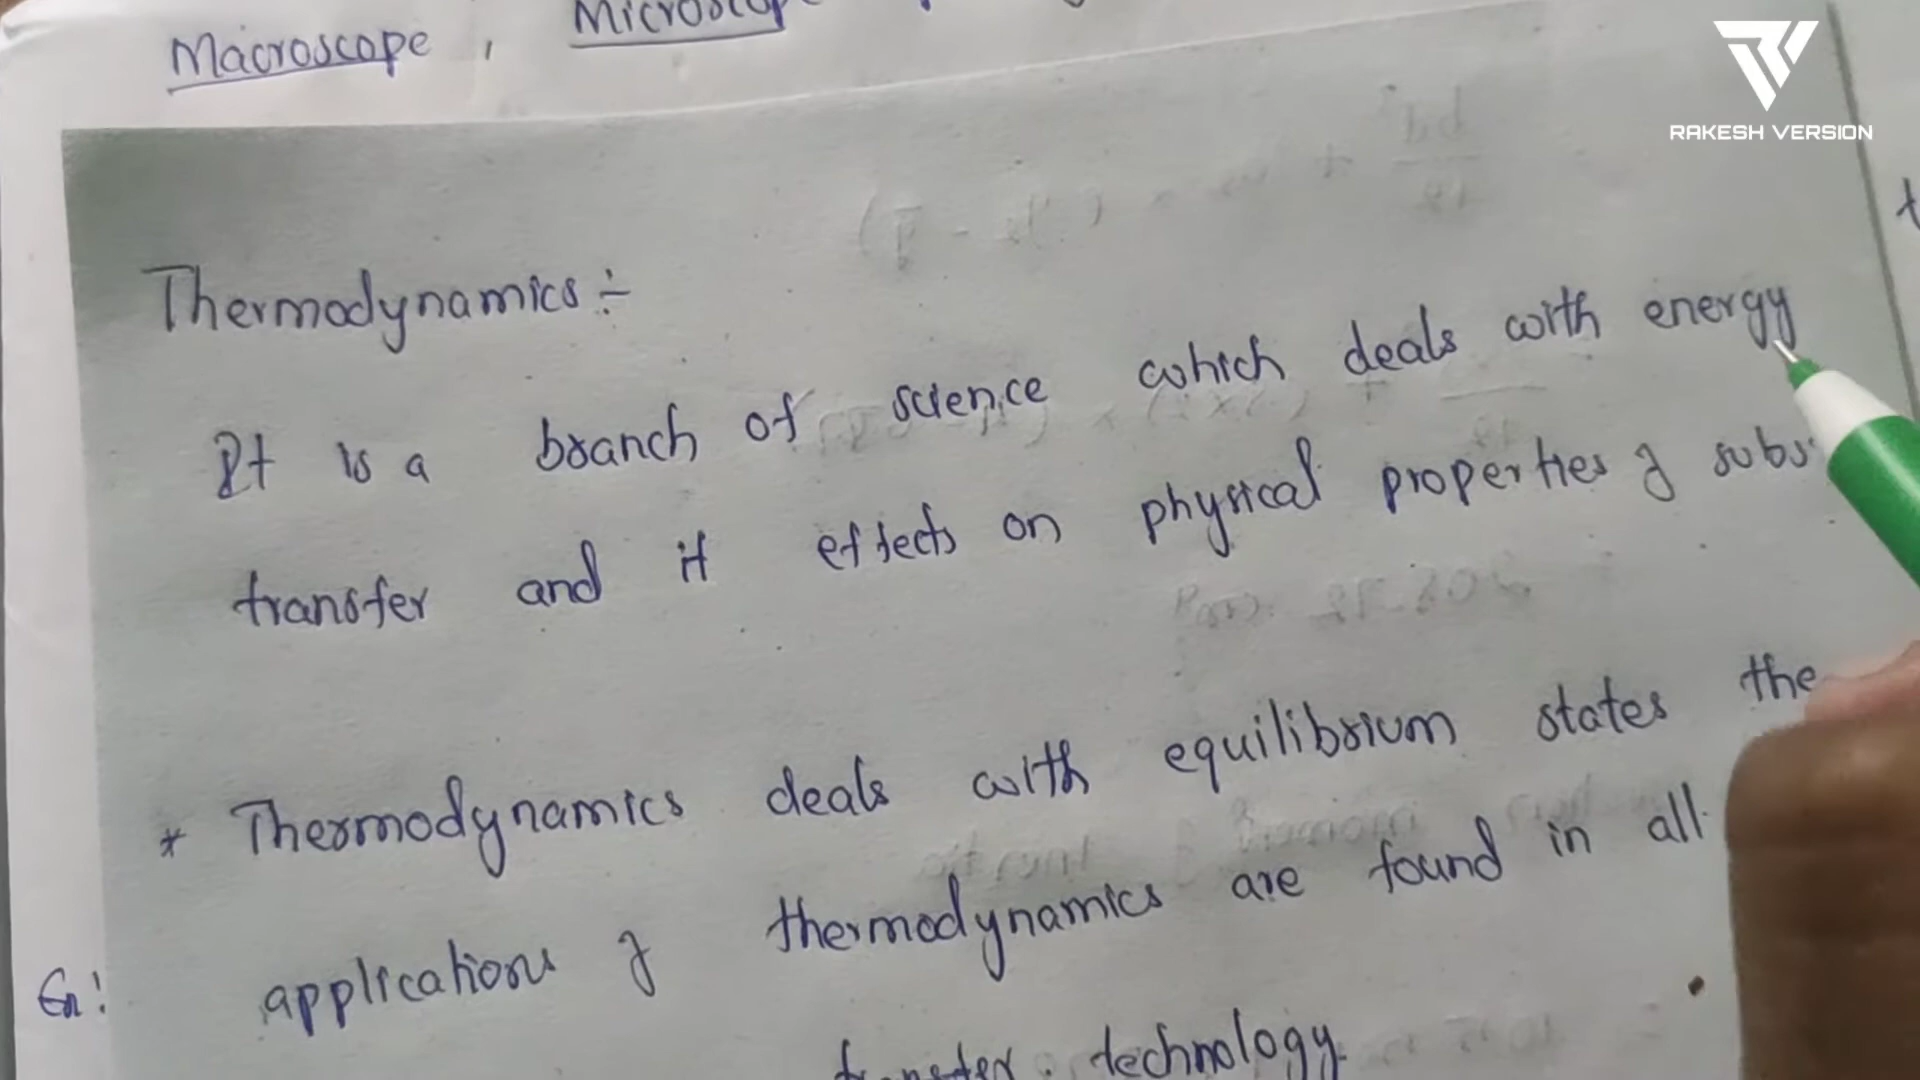 Macroscope, Microscop
RAKESH VERSION
Thermodynamics :-
It is a branch of science which deals with energy
transfer and it effects on physical properties of subs
* Thermodynamics deals with equilibrium states the
applications of thermodynamics are found in all
Ex:
technology.